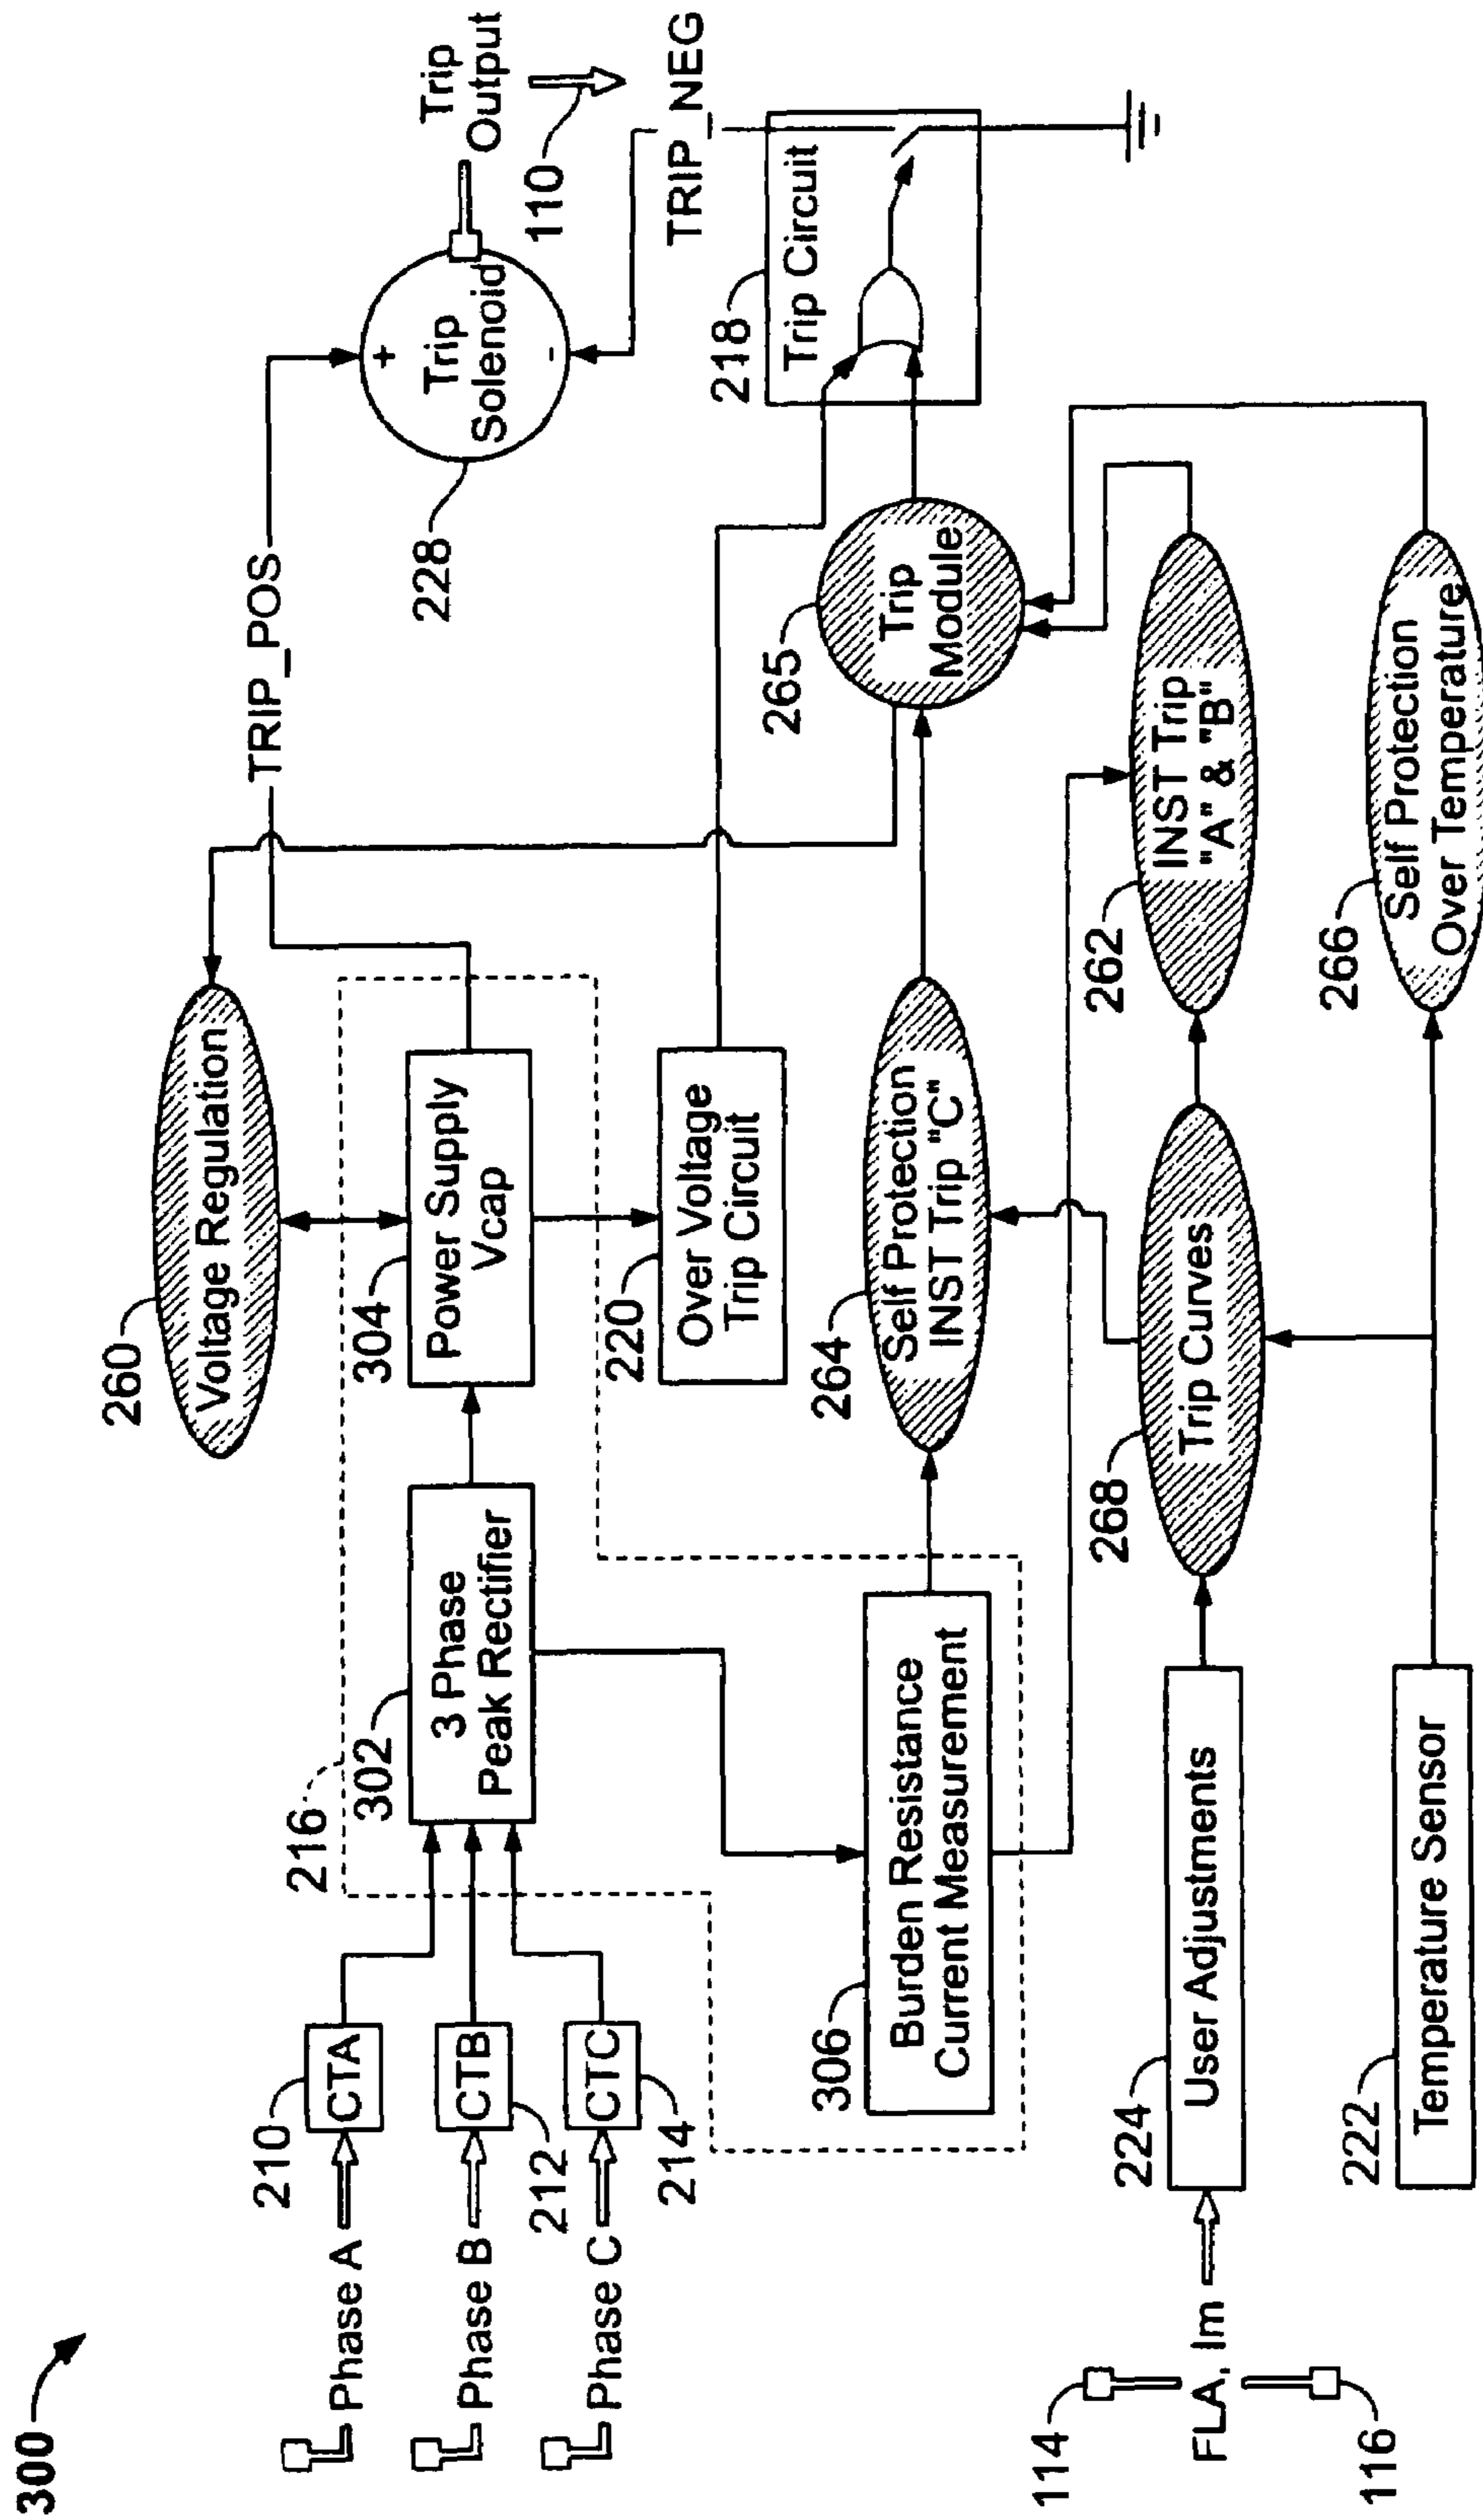 300
Phase A
Phase B
Phase C
210
CTA
212
CTB
214
CTC
216
302
3 Phase
Peak Rectifier
304
Power Supply
Vcap
260
Voltage Regulation
TRIP_POS
228
+
Trip
Solenoid
-
Trip
Output
110
TRIP_NEG
220
Over Voltage
Trip Circuit
218
Trip Circuit
306
Burden Resistance
Current Measurement
264
Self Protection
INST Trip "C"
265
Trip
Module
114
FLA, Im
116
224
User Adjustments
268
Trip Curves
262
INST Trip
"A" & "B"
222
Temperature Sensor
266
Self Protection
Over Temperature